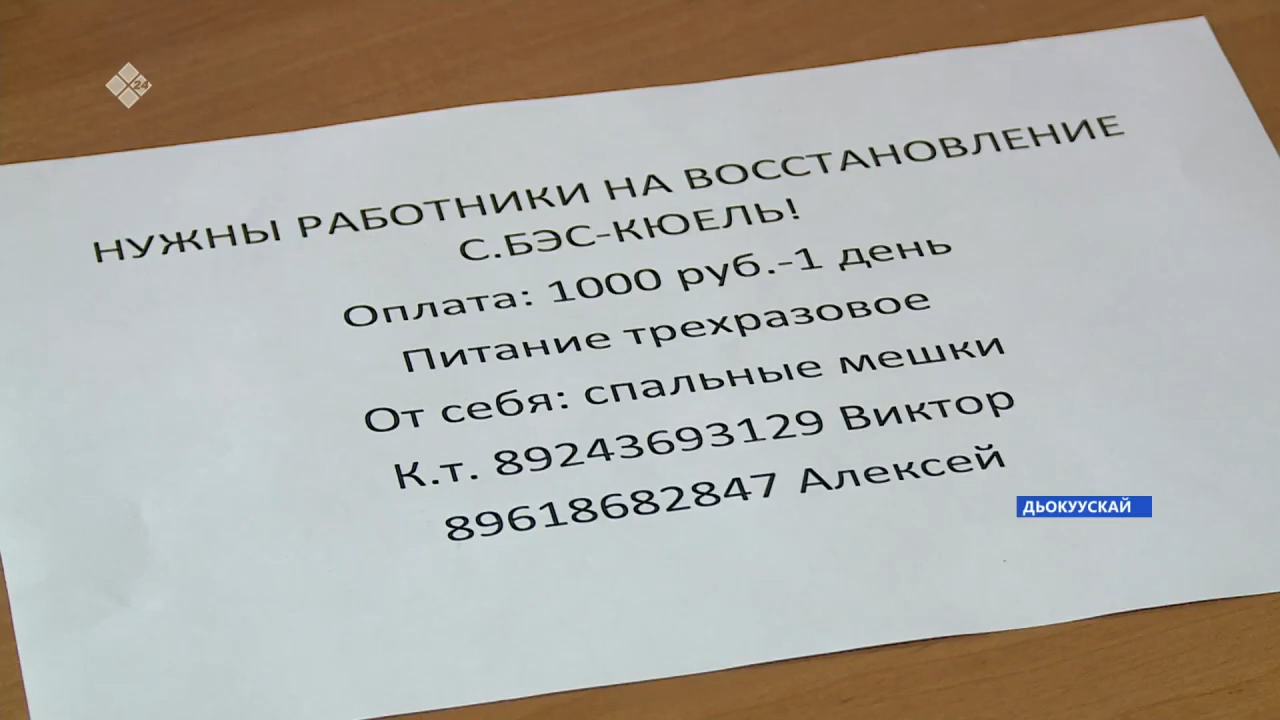 24
НУЖНЫ РАБОТНИКИ НА ВОССТАНОВЛЕНИЕ
С.БЭС-КЮЕЛЬ!
Оплата: 1000 руб.-1 день
Питание трехразовое
От себя: спальные мешки
К.т. 89243693129 Виктор
89618682847 Алексей
ДЬОКУУСКАЙ